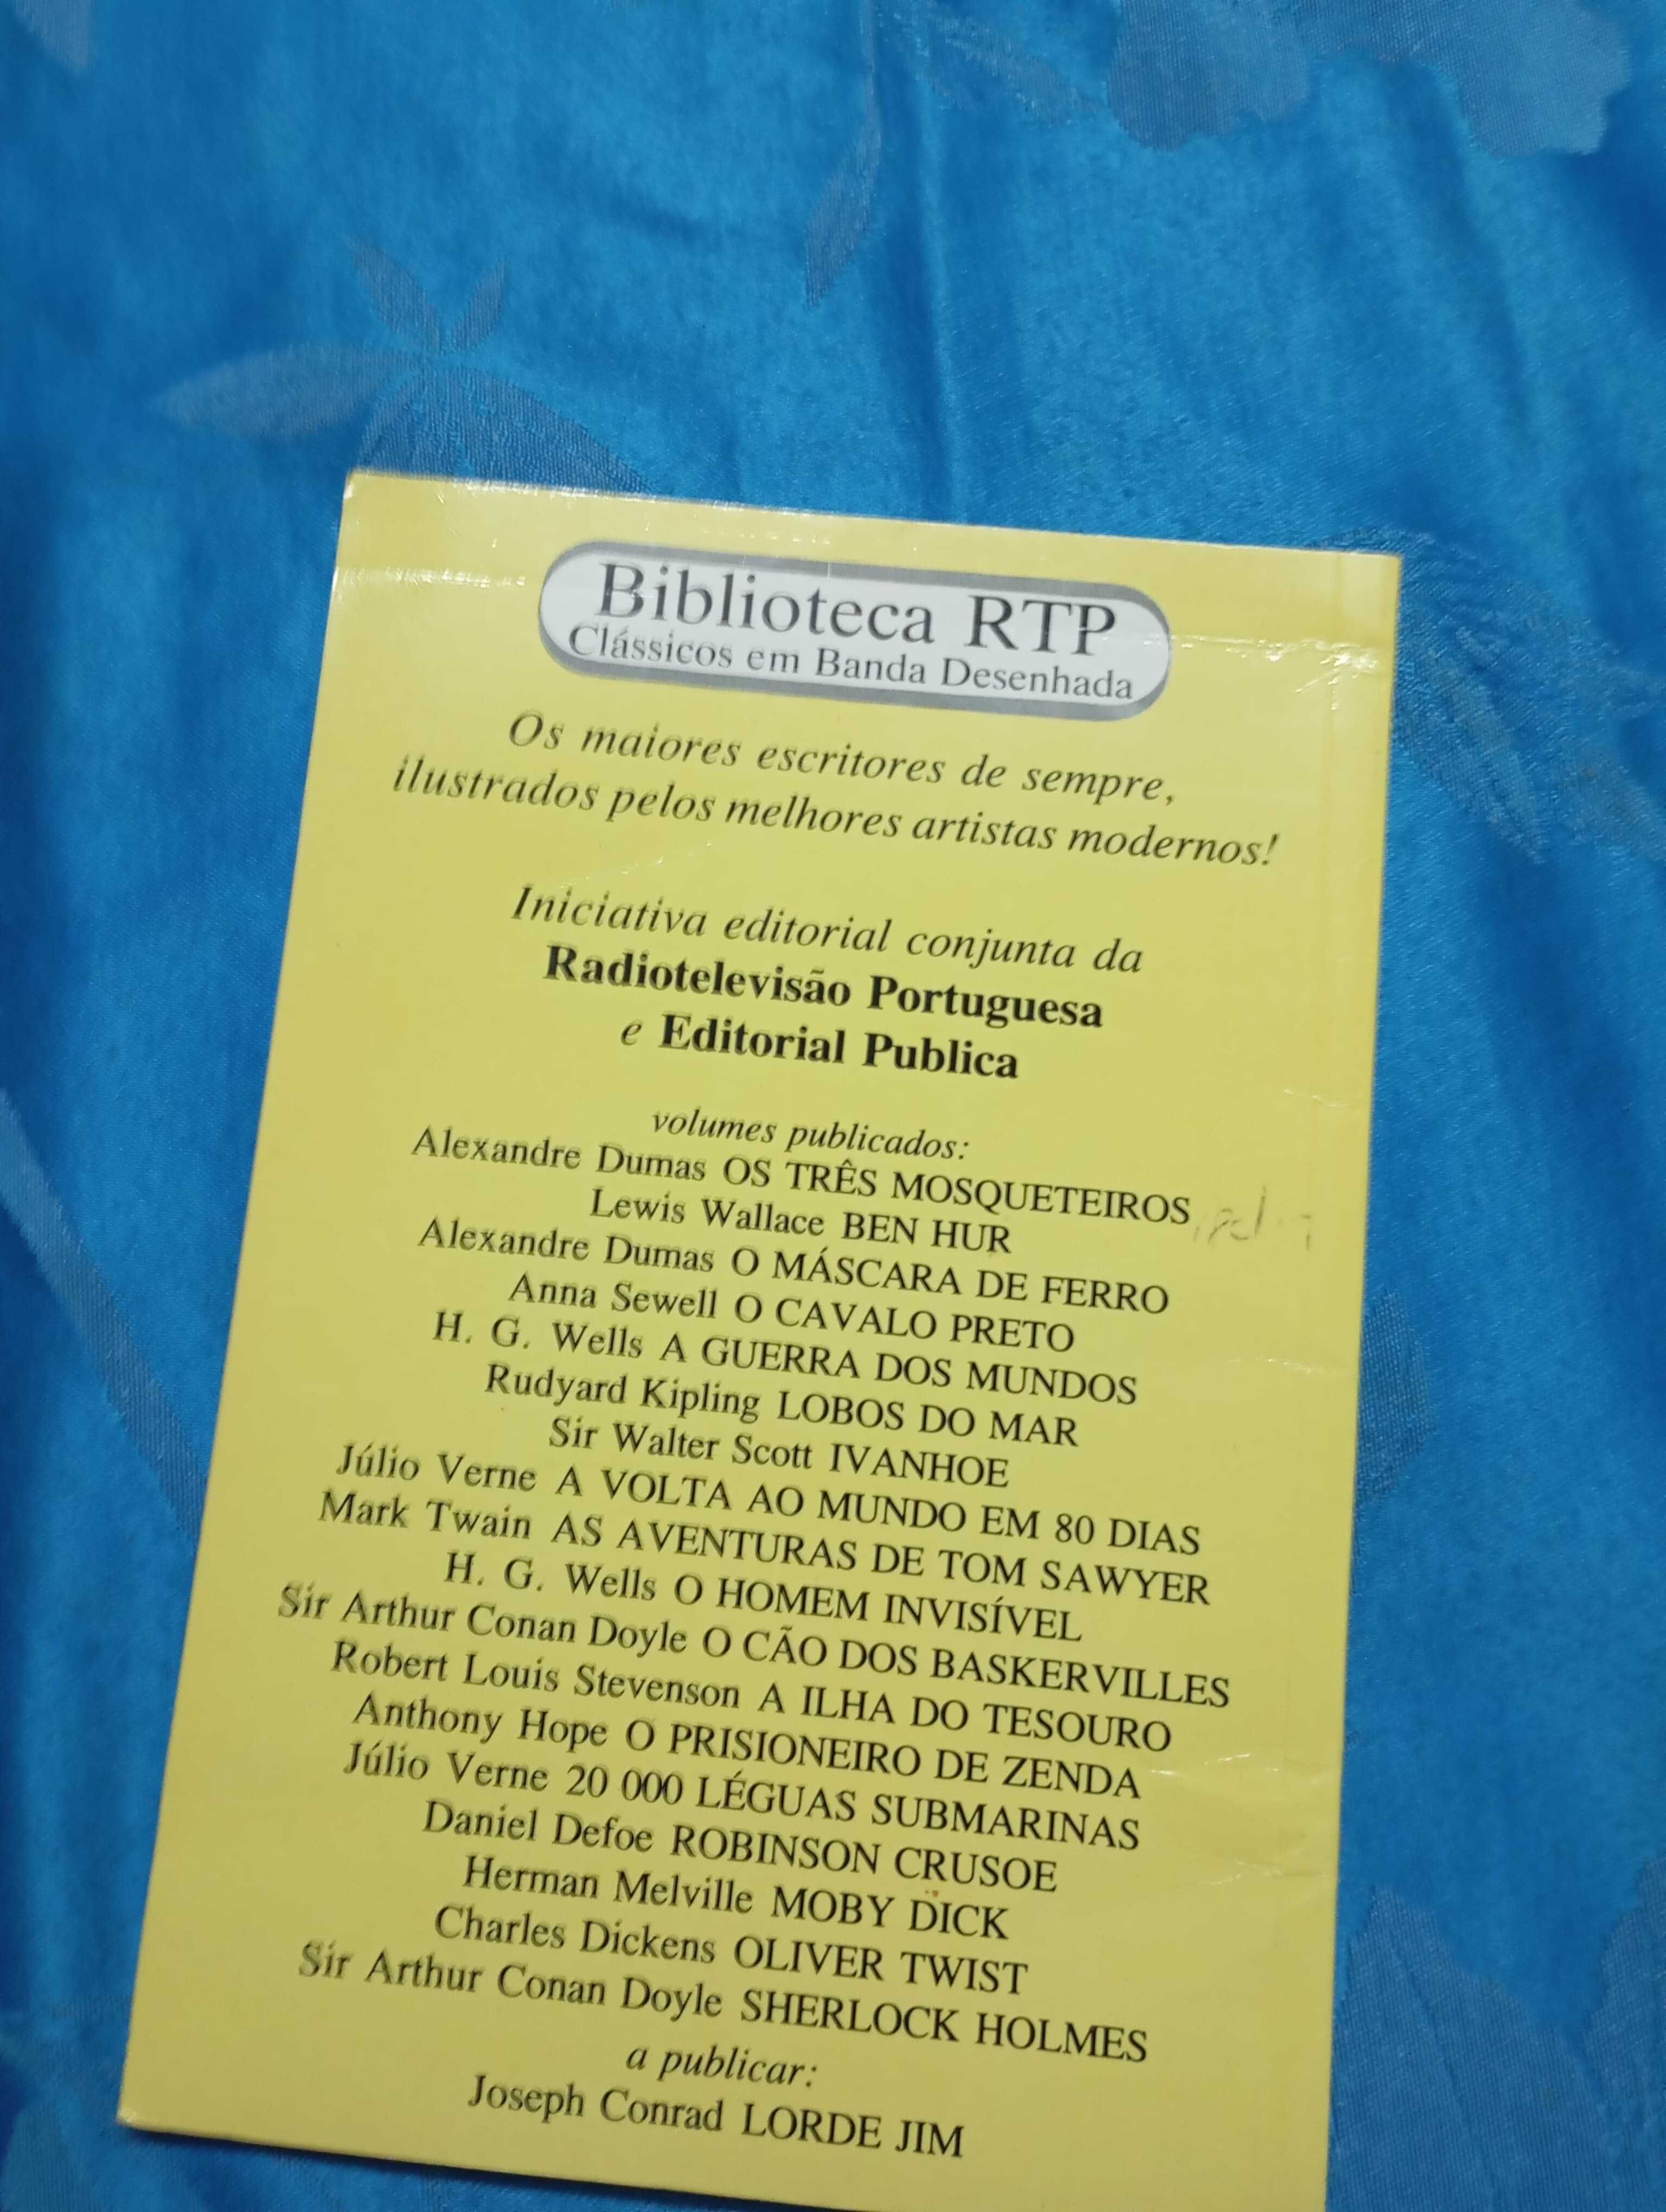 Biblioteca RTP
Clássicos em Banda Desenhada
Os maiores escritores de sempre,
ilustrados pelos melhores artistas modernos!
Iniciativa editorial conjunta da
Radiotelevisão Portuguesa
e Editorial Publica
volumes publicados:
Alexandre Dumas OS TRÊS MOSQUETEIROS
Lewis Wallace BEN HUR
Alexandre Dumas O MÁSCARA DE FERRO
Anna Sewell O CAVALO PRETO
H. G. Wells A GUERRA DOS MUNDOS
Rudyard Kipling LOBOS DO MAR
Sir Walter Scott IVANHOE
Júlio Verne A VOLTA AO MUNDO EM 80 DIAS
Mark Twain AS AVENTURAS DE TOM SAWYER
H. G. Wells O HOMEM INVISÍVEL
Sir Arthur Conan Doyle O CÃO DOS BASKERVILLES
Robert Louis Stevenson A ILHA DO TESOURO
Anthony Hope O PRISIONEIRO DE ZENDA
Júlio Verne 20 000 LÉGUAS SUBMARINAS
Daniel Defoe ROBINSON CRUSOE
Herman Melville MOBY DICK
Charles Dickens OLIVER TWIST
Sir Arthur Conan Doyle SHERLOCK HOLMES
a publicar:
Joseph Conrad LORDE JIM